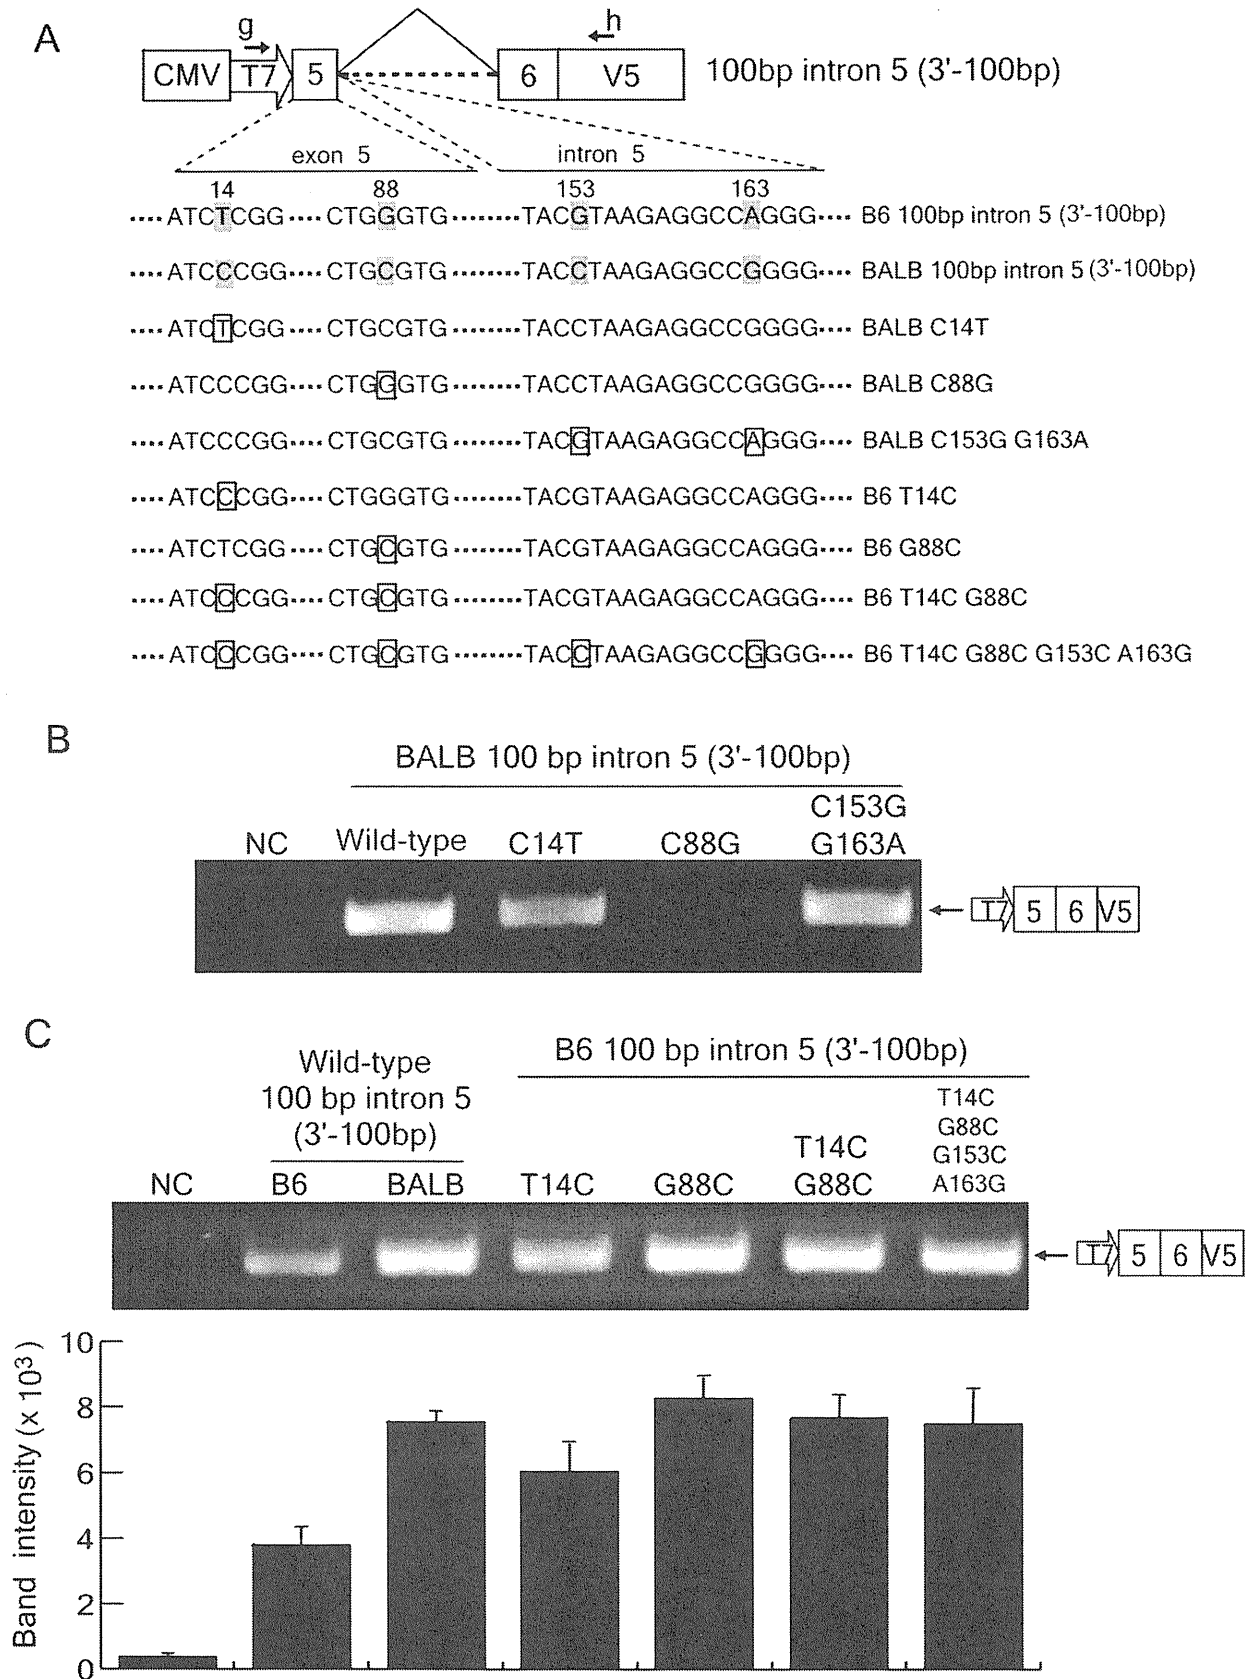 A
g
h
CMV T7 5 6 V5 100bp intron 5 (3'-100bp)
exon 5 intron 5
14 88 153 163
····ATCTCGG····CTGGGTG········TACGTAAGAGGCCAGGG···· B6 100bp intron 5 (3'-100bp)
····ATCCCGG····CTGCGTG········TACCTAAGAGGCCGGGG···· BALB 100bp intron 5 (3'-100bp)
····ATCTCGG····CTGCGTG········TACCTAAGAGGCCGGGG···· BALB C14T
····ATCCCGG····CTGGGTG········TACCTAAGAGGCCGGGG···· BALB C88G
····ATCCCGG····CTGCGTG········TACGTAAGAGGCCAGGG···· BALB C153G G163A
····ATCCCGG····CTGGGTG········TACGTAAGAGGCCAGGG···· B6 T14C
····ATCTCGG····CTGCGTG········TACGTAAGAGGCCAGGG···· B6 G88C
····ATCCCGG····CTGCGTG········TACGTAAGAGGCCAGGG···· B6 T14C G88C
····ATCCCGG····CTGCGTG········TACCTAAGAGGCCGGGG···· B6 T14C G88C G153C A163G
B
BALB 100 bp intron 5 (3'-100bp)
C153G
NC Wild-type C14T C88G G163A
T7 5 6 V5
C
Wild-type
100 bp intron 5
(3'-100bp)
B6 100 bp intron 5 (3'-100bp)
T14C
G88C
T14C G153C
NC B6 BALB T14C G88C G88C A163G
T7 5 6 V5
Band intensity (x 10³)
10
8
6
4
2
0